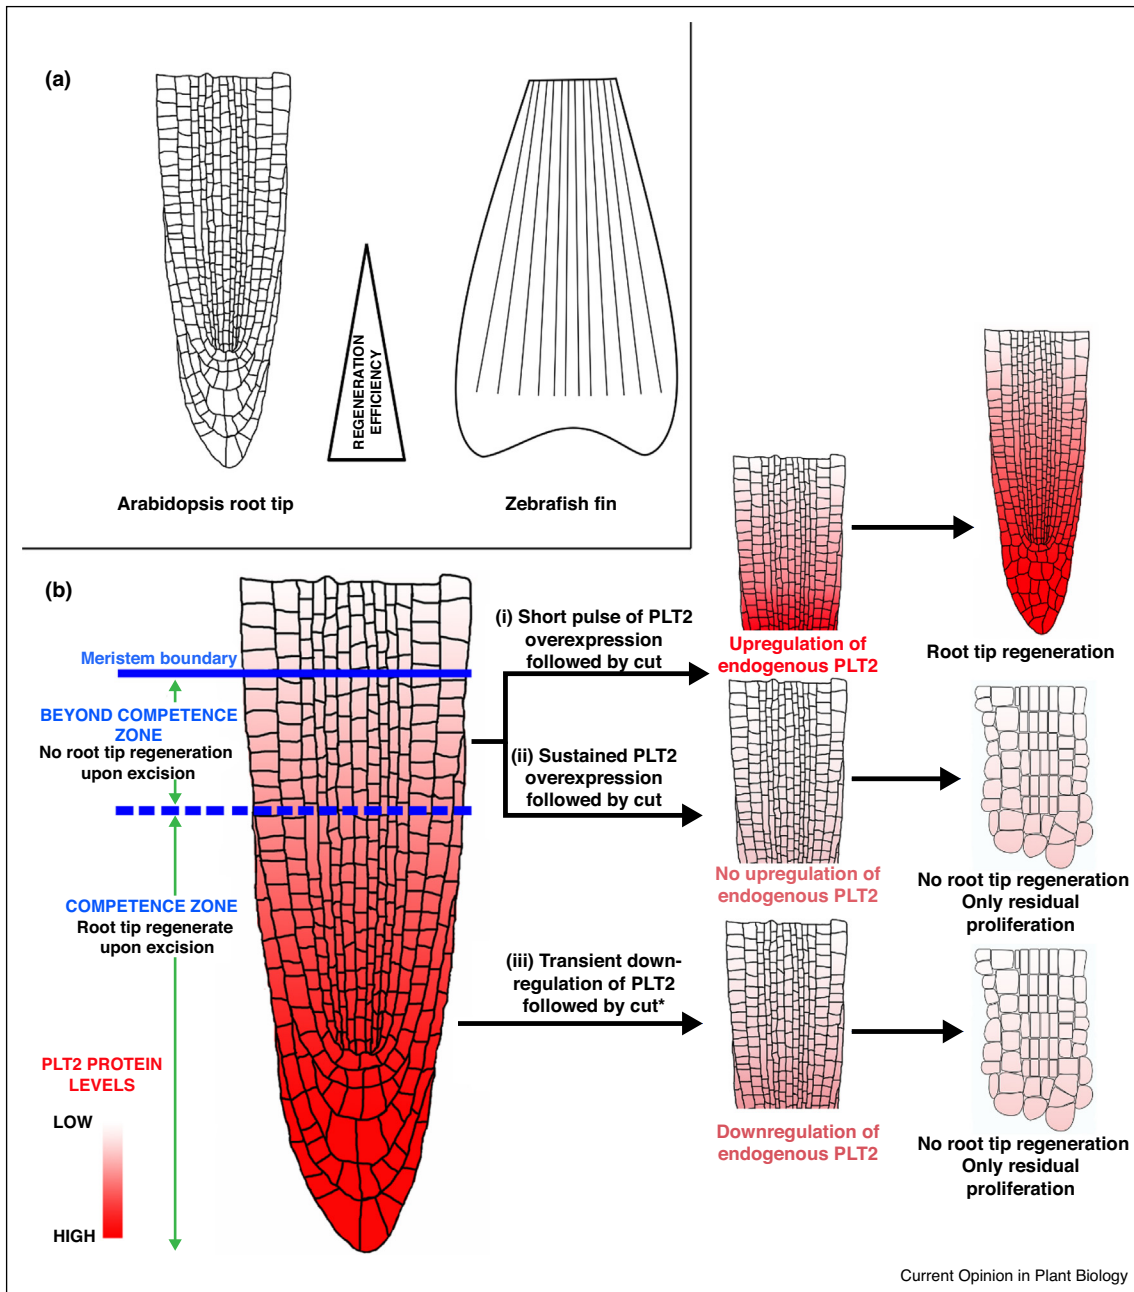 (a)
REGENERATION
EFFICIENCY
Arabidopsis root tip
Zebrafish fin
(b)
Meristem boundary
BEYOND COMPETENCE
ZONE
No root tip regeneration
upon excision
COMPETENCE ZONE
Root tip regenerate
upon excision
PLT2 PROTEIN
LEVELS
LOW
HIGH
(i) Short pulse of PLT2
overexpression
followed by cut
Upregulation of
endogenous PLT2
Root tip regeneration
(ii) Sustained PLT2
overexpression
followed by cut
No upregulation of
endogenous PLT2
No root tip regeneration
Only residual
proliferation
(iii) Transient down-
regulation of PLT2
followed by cut*
Downregulation of
endogenous PLT2
No root tip regeneration
Only residual
proliferation
Current Opinion in Plant Biology